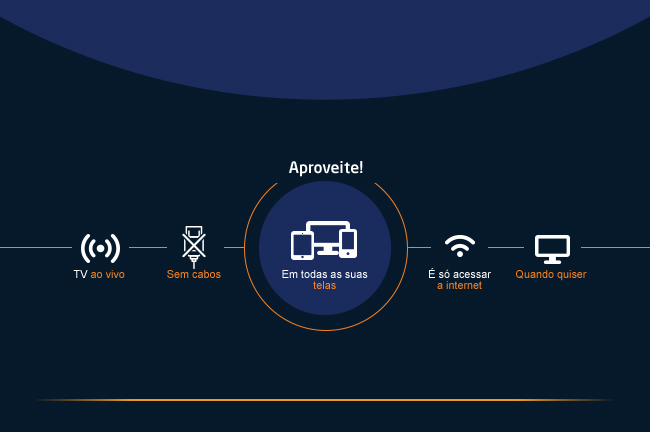 Aproveite!
TV ao vivo
Sem cabos
Em todas as suas
telas
É só acessar
a internet
Quando quiser